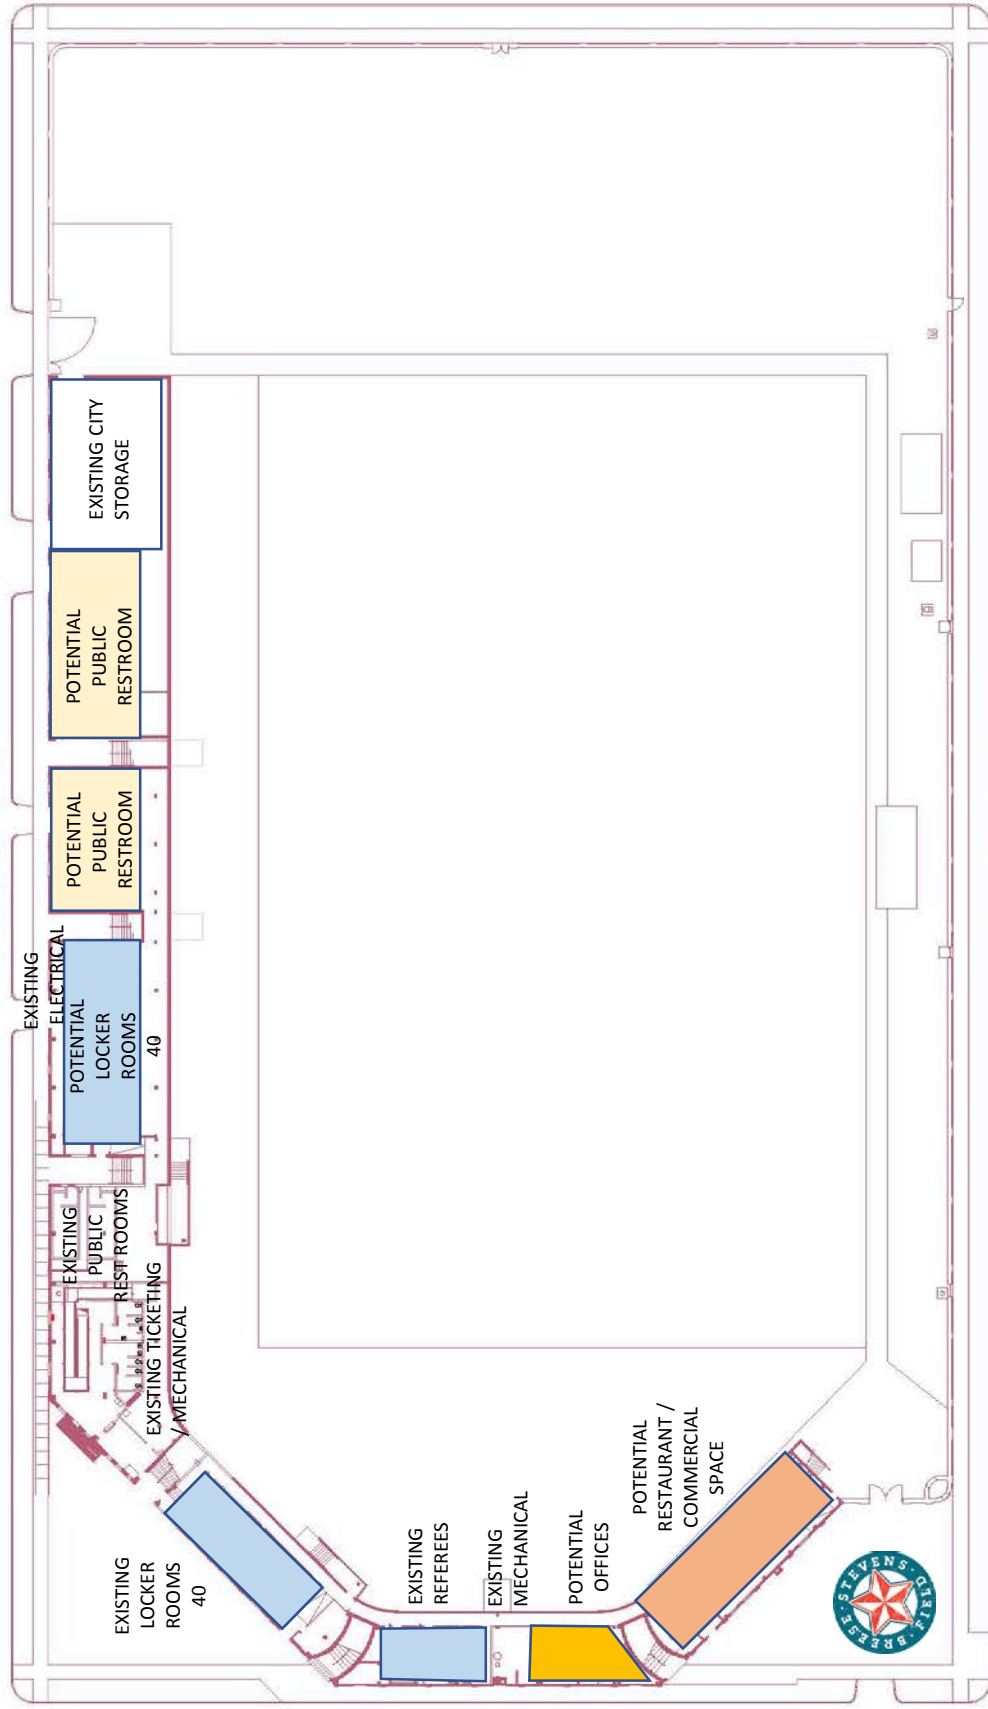 EXISTING CITY
STORAGE
POTENTIAL
PUBLIC
RESTROOM
POTENTIAL
PUBLIC
RESTROOM
EXISTING
ELECTRICAL
POTENTIAL
LOCKER
ROOMS
40
EXISTING
PUBLIC
REST ROOMS
EXISTING TICKETING
/ MECHANICAL
EXISTING
LOCKER
ROOMS
40
EXISTING
REFEREES
EXISTING
MECHANICAL
POTENTIAL
OFFICES
POTENTIAL
RESTAURANT /
COMMERCIAL
SPACE
BREESE·STEVENS·FIELD